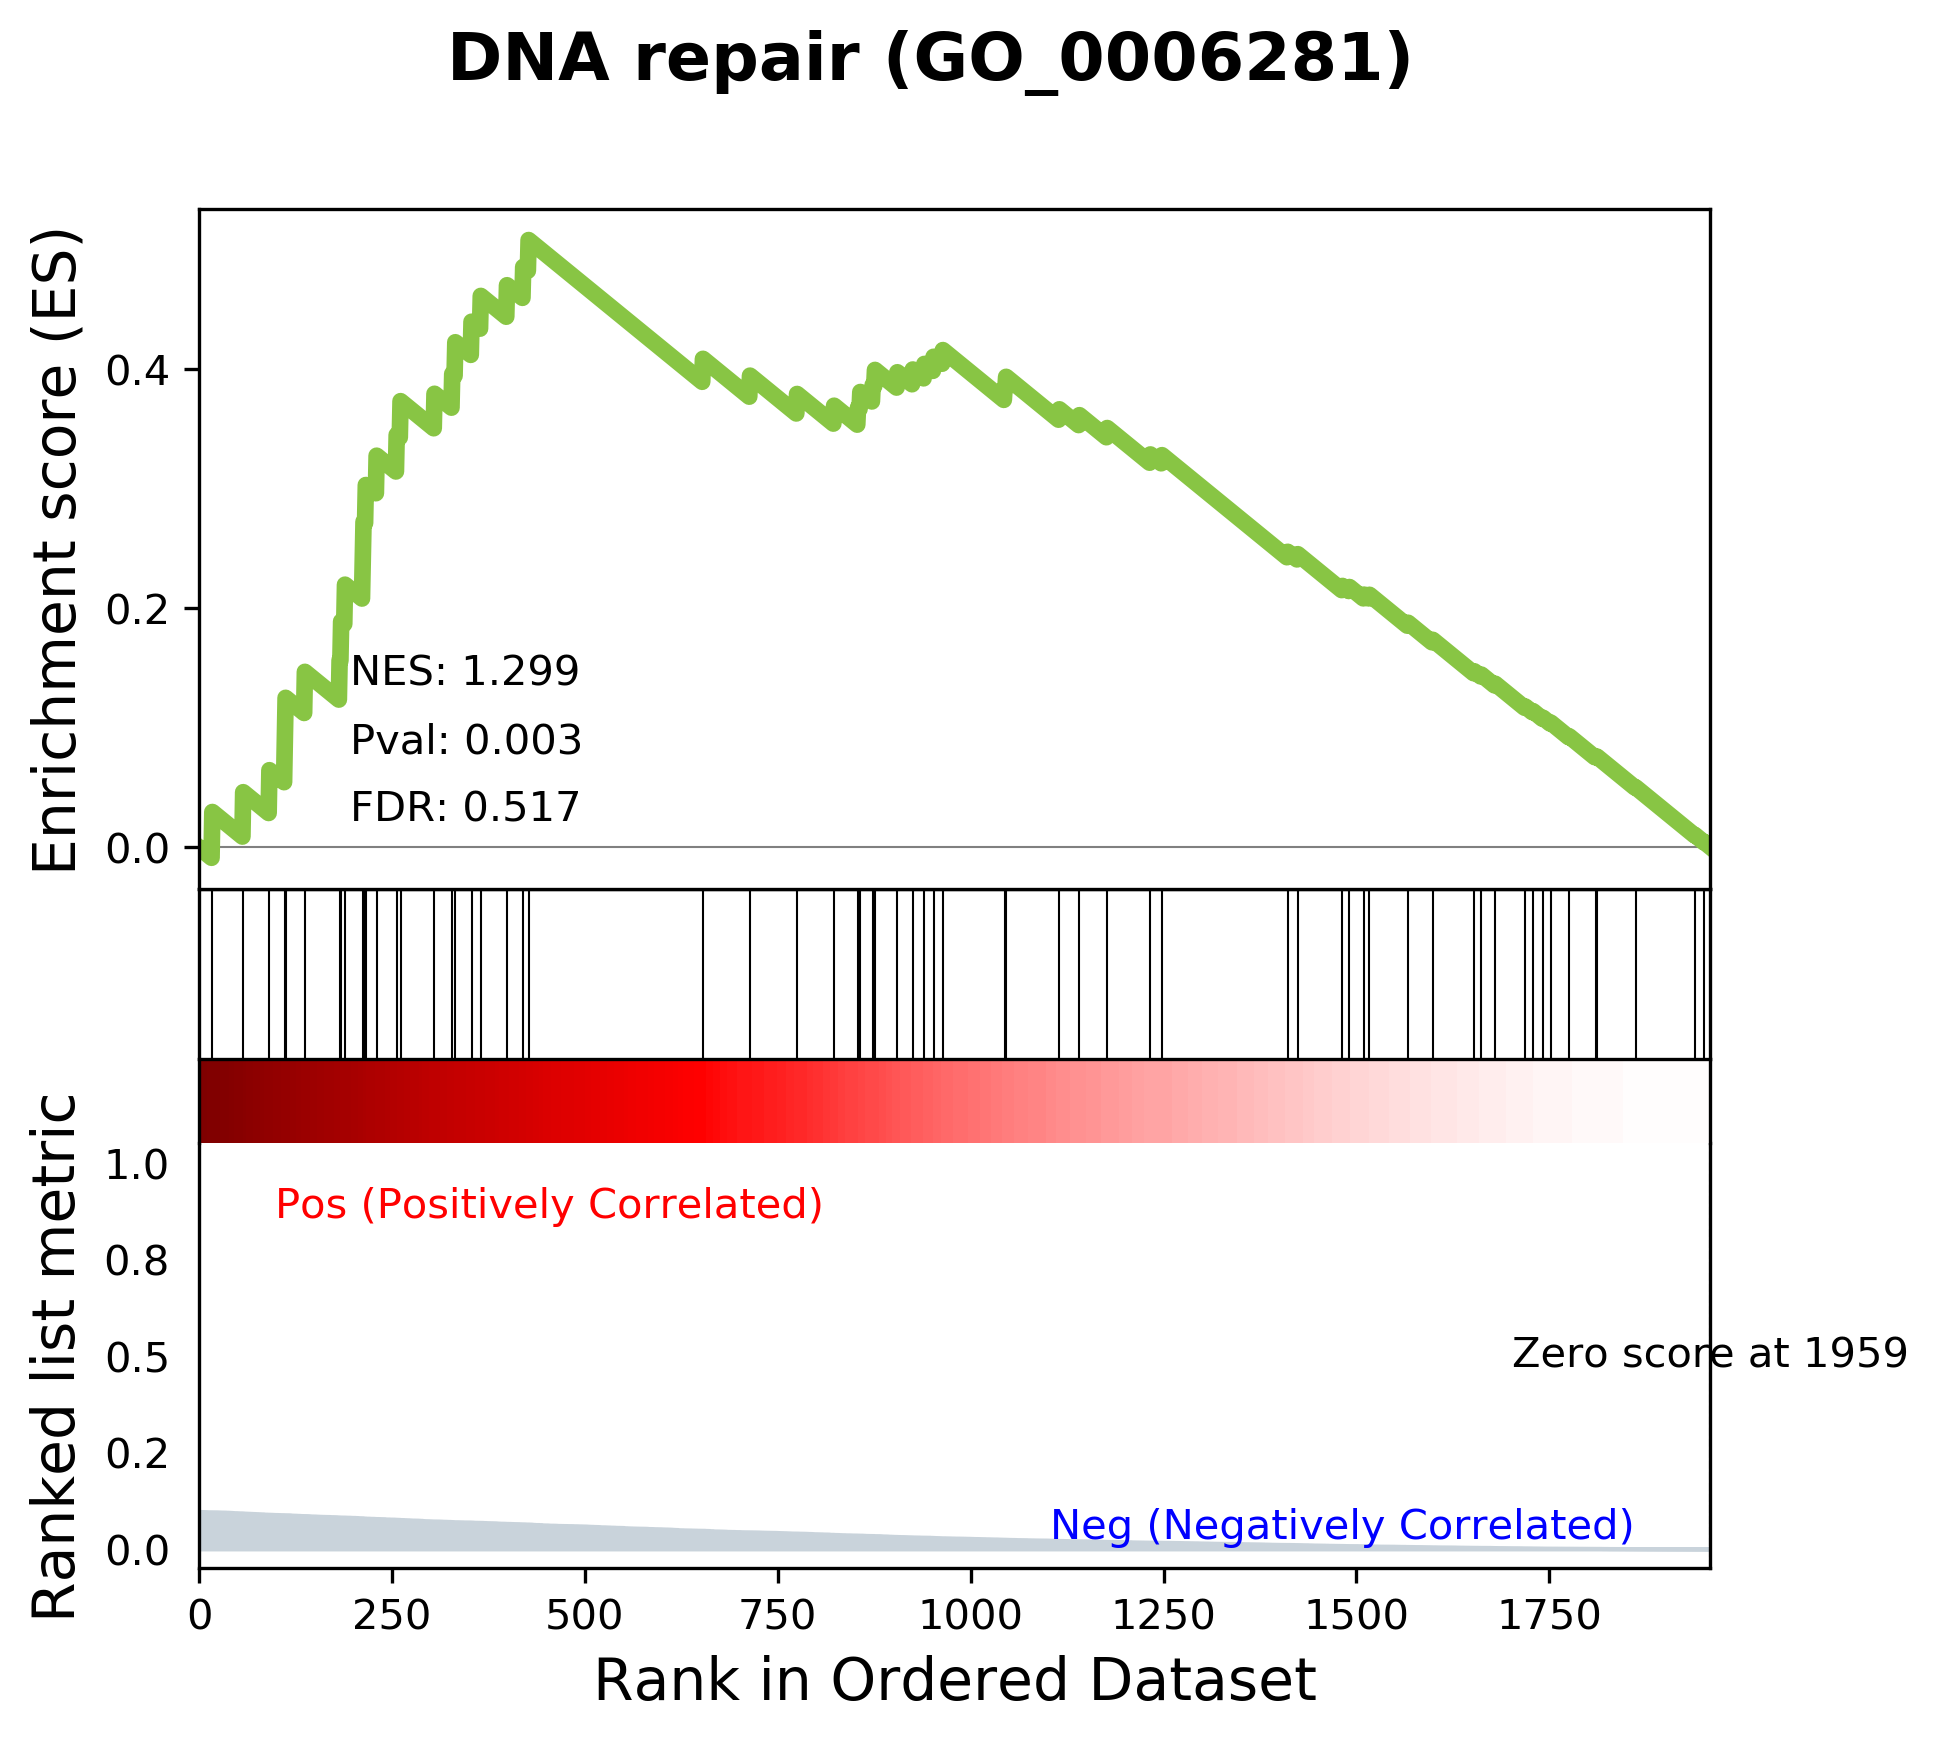 DNA repair (GO_0006281)
Enrichment score (ES)
0.4
0.2
0.0
NES: 1.299
Pval: 0.003
FDR: 0.517
Ranked list metric
1.0
0.8
0.5
0.2
0.0
Pos (Positively Correlated)
Zero score at 1959
Neg (Negatively Correlated)
0 250 500 750 1000 1250 1500 1750
Rank in Ordered Dataset